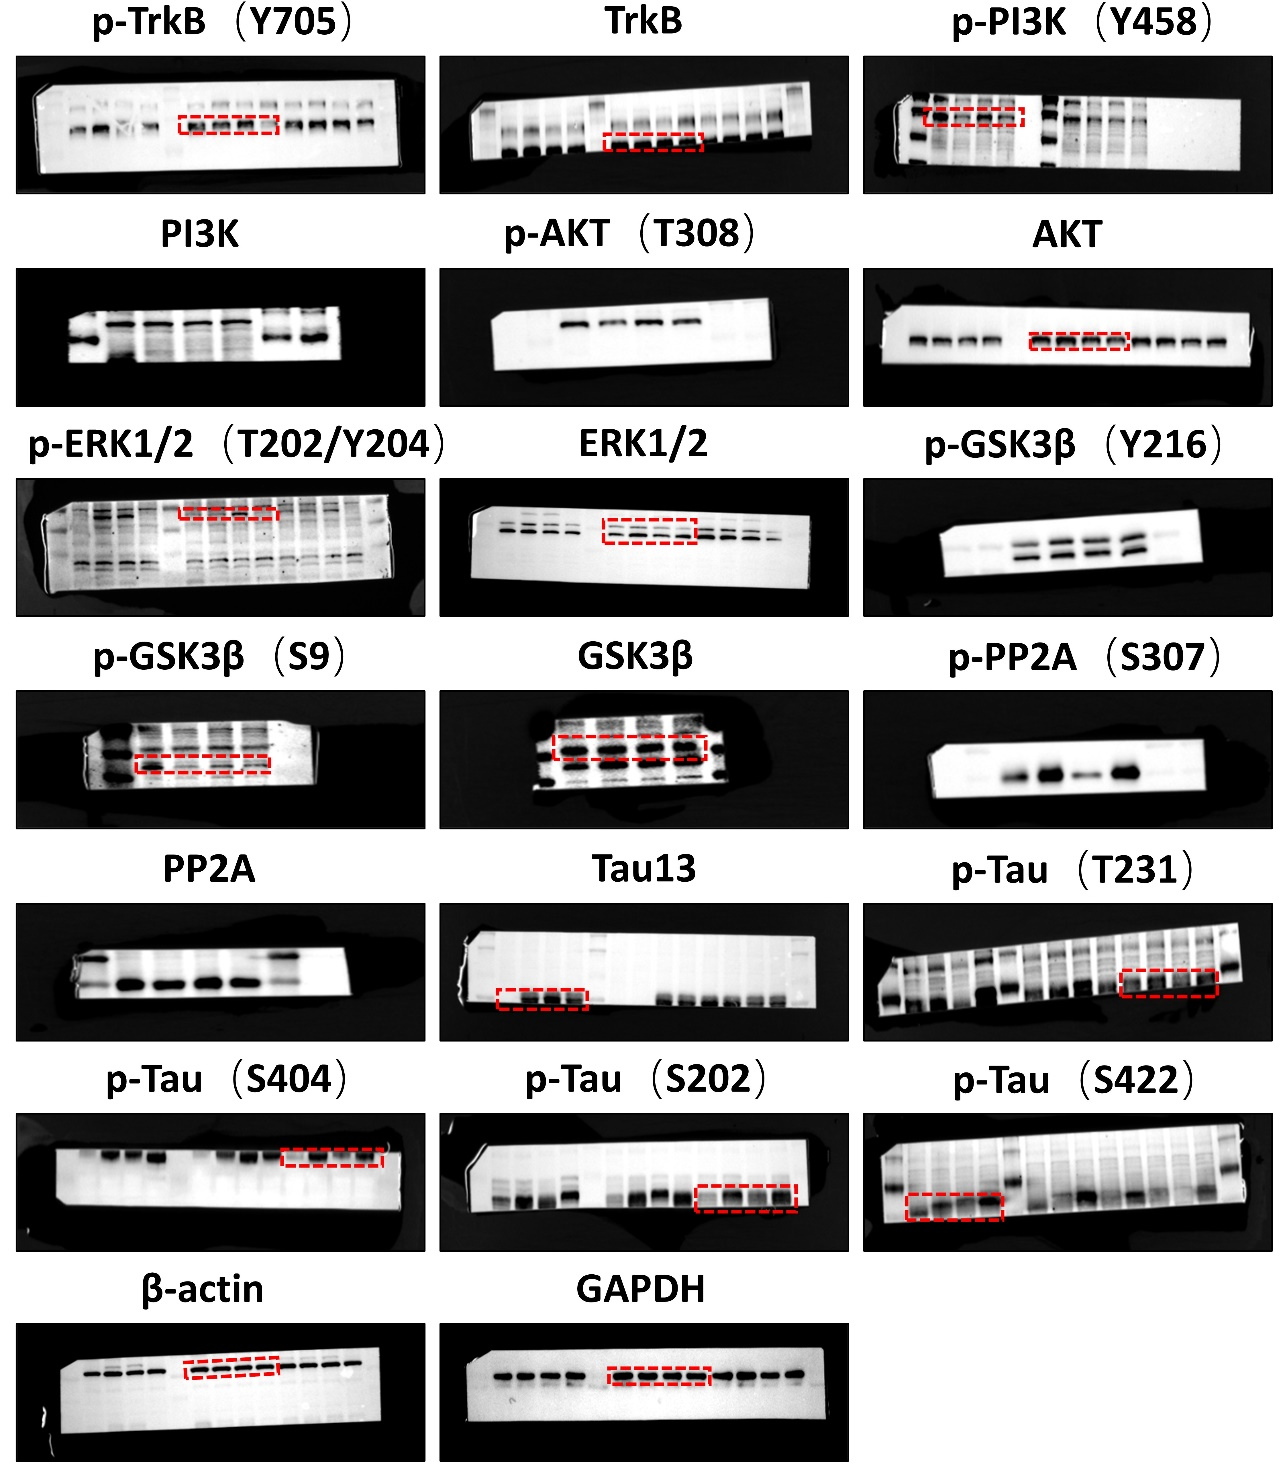 p-TrkB （Y705）
TrkB
p-PI3K （Y458）
PI3K
p-AKT （T308）
AKT
p-ERK1/2 （T202/Y204）
ERK1/2
p-GSK3β （Y216）
p-GSK3β （S9）
GSK3β
p-PP2A （S307）
PP2A
Tau13
p-Tau （T231）
p-Tau （S404）
p-Tau （S202）
p-Tau （S422）
β-actin
GAPDH